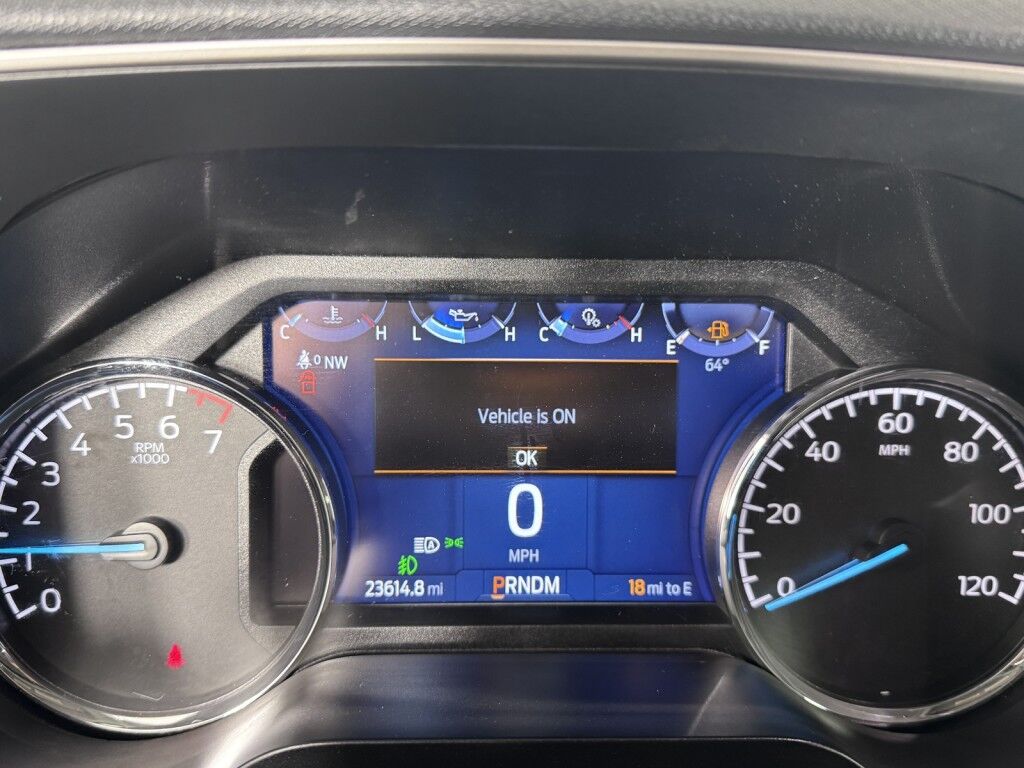 C H L H C H E F
0 NW
64°
Vehicle is ON
OK
0
MPH
A
23614.8 mi
PRNDM
18 mi to E
0
2
3
4
5
6
7
RPM
x1000
0
20
40
60
80
100
120
MPH